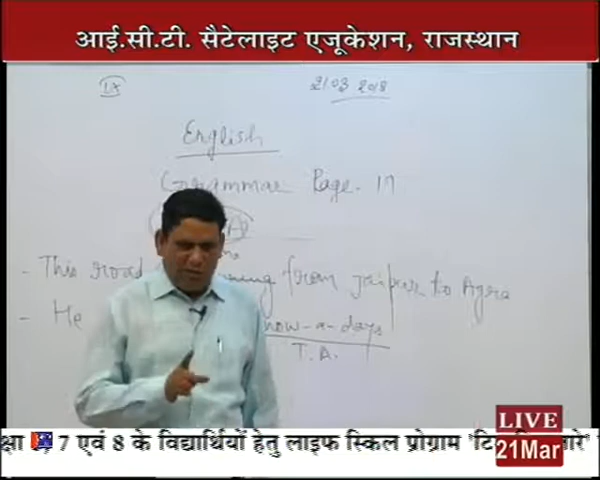 आई.सी.टी. सैटेलाइट एजूकेशन, राजस्थान
IX
21.03 2018
English
Grammar Page - 17
- This road running from jaipur to Agra
- He now-a-days
T.A.
LIVE
21Mar
7 एवं 8 के विद्यार्थियों हेतु लाइफ स्किल प्रोग्राम